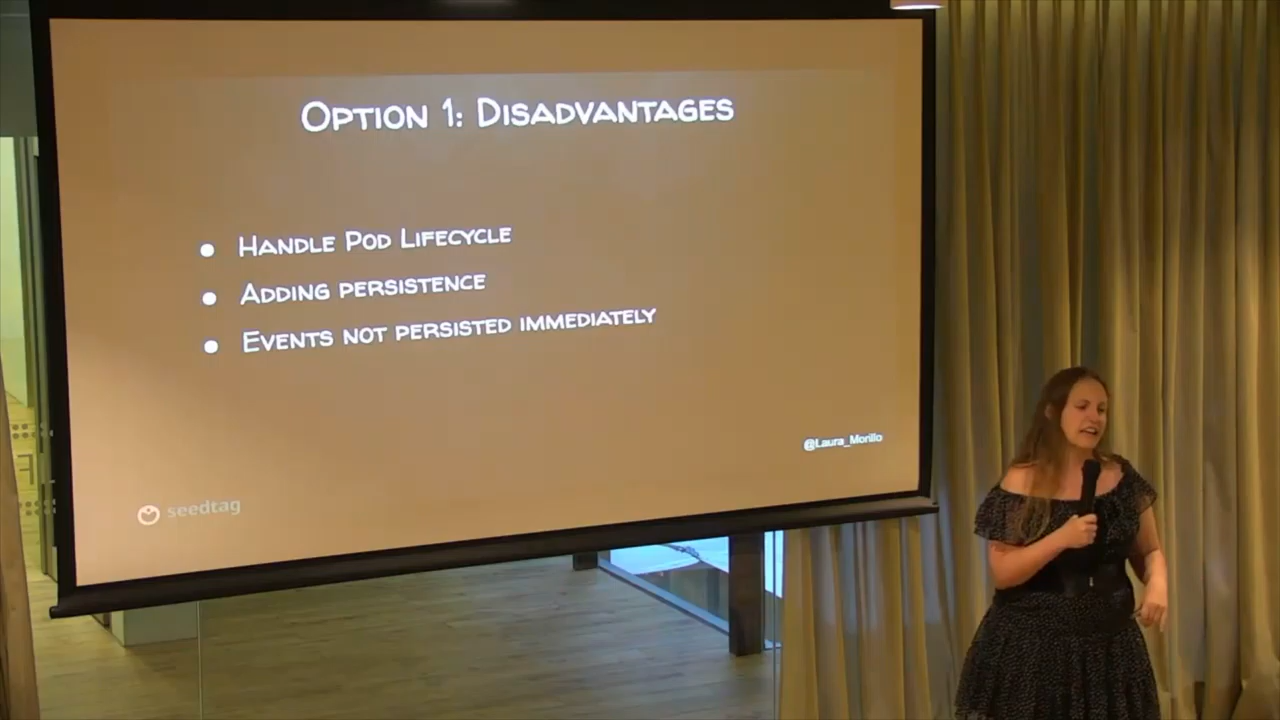 Option 1: Disadvantages
Handle Pod Lifecycle
Adding persistence
Events not persisted immediately
@Laura_Morillo
seedtag